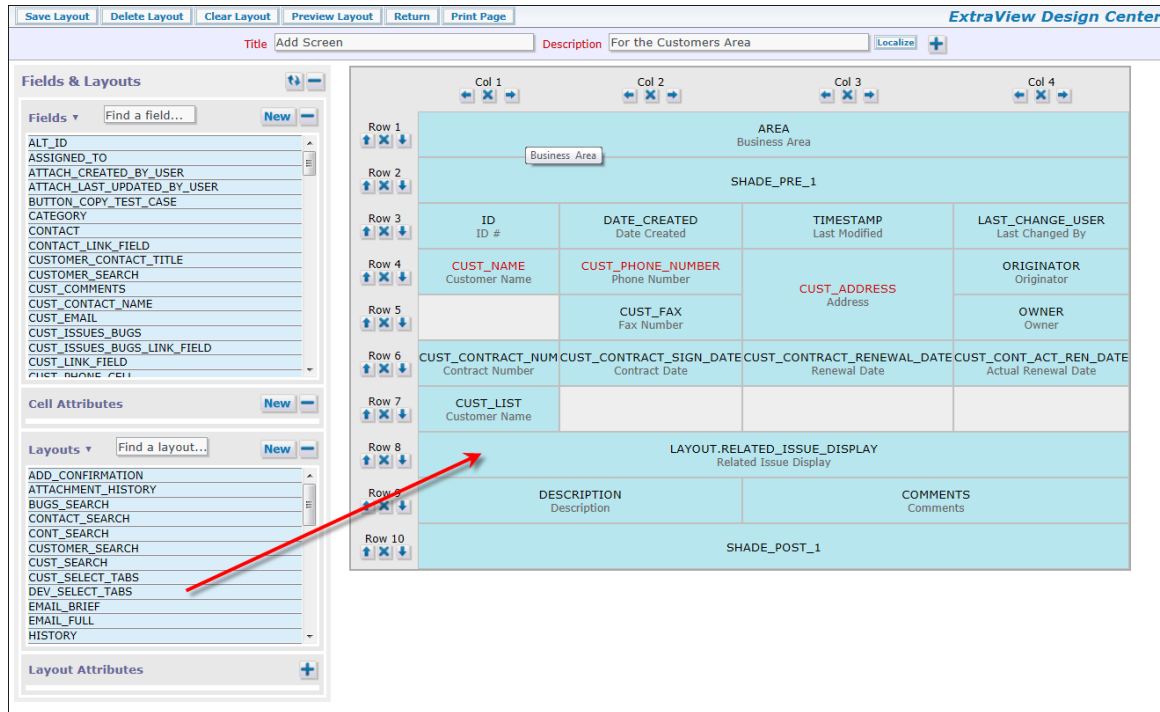 Save Layout Delete Layout Clear Layout Preview Layout Return Print Page ExtraView Design Center
Title Add Screen Description For the Customers Area Localize
Fields & Layouts
Fields Find a field... New
ALT_ID
ASSIGNED_TO
ATTACH_CREATED_BY_USER
ATTACH_LAST_UPDATED_BY_USER
BUTTON_COPY_TEST_CASE
CATEGORY
CONTACT
CONTACT_LINK_FIELD
CUSTOMER_CONTACT_TITLE
CUSTOMER_SEARCH
CUST_COMMENTS
CUST_CONTACT_NAME
CUST_EMAIL
CUST_ISSUES_BUGS
CUST_ISSUES_BUGS_LINK_FIELD
CUST_LINK_FIELD
CUST_PHONE_CELL
Cell Attributes New
Layouts Find a layout... New
ADD_CONFIRMATION
ATTACHMENT_HISTORY
BUGS_SEARCH
CONTACT_SEARCH
CONT_SEARCH
CUSTOMER_SEARCH
CUST_SEARCH
CUST_SELECT_TABS
DEV_SELECT_TABS
EMAIL_BRIEF
EMAIL_FULL
HISTORY
Layout Attributes
Col 1 Col 2 Col 3 Col 4
Row 1 AREA
Business Area
Business Area
Row 2 SHADE_PRE_1
Row 3 ID DATE_CREATED TIMESTAMP LAST_CHANGE_USER
ID # Date Created Last Modified Last Changed By
Row 4 CUST_NAME CUST_PHONE_NUMBER ORIGINATOR
Customer Name Phone Number Originator
CUST_ADDRESS
Address
Row 5 CUST_FAX OWNER
Fax Number Owner
Row 6 CUST_CONTRACT_NUM CUST_CONTRACT_SIGN_DATE CUST_CONTRACT_RENEWAL_DATE CUST_CONT_ACT_REN_DATE
Contract Number Contract Date Renewal Date Actual Renewal Date
Row 7 CUST_LIST
Customer Name
Row 8 LAYOUT.RELATED_ISSUE_DISPLAY
Related Issue Display
Row 9 DESCRIPTION COMMENTS
Description Comments
Row 10 SHADE_POST_1